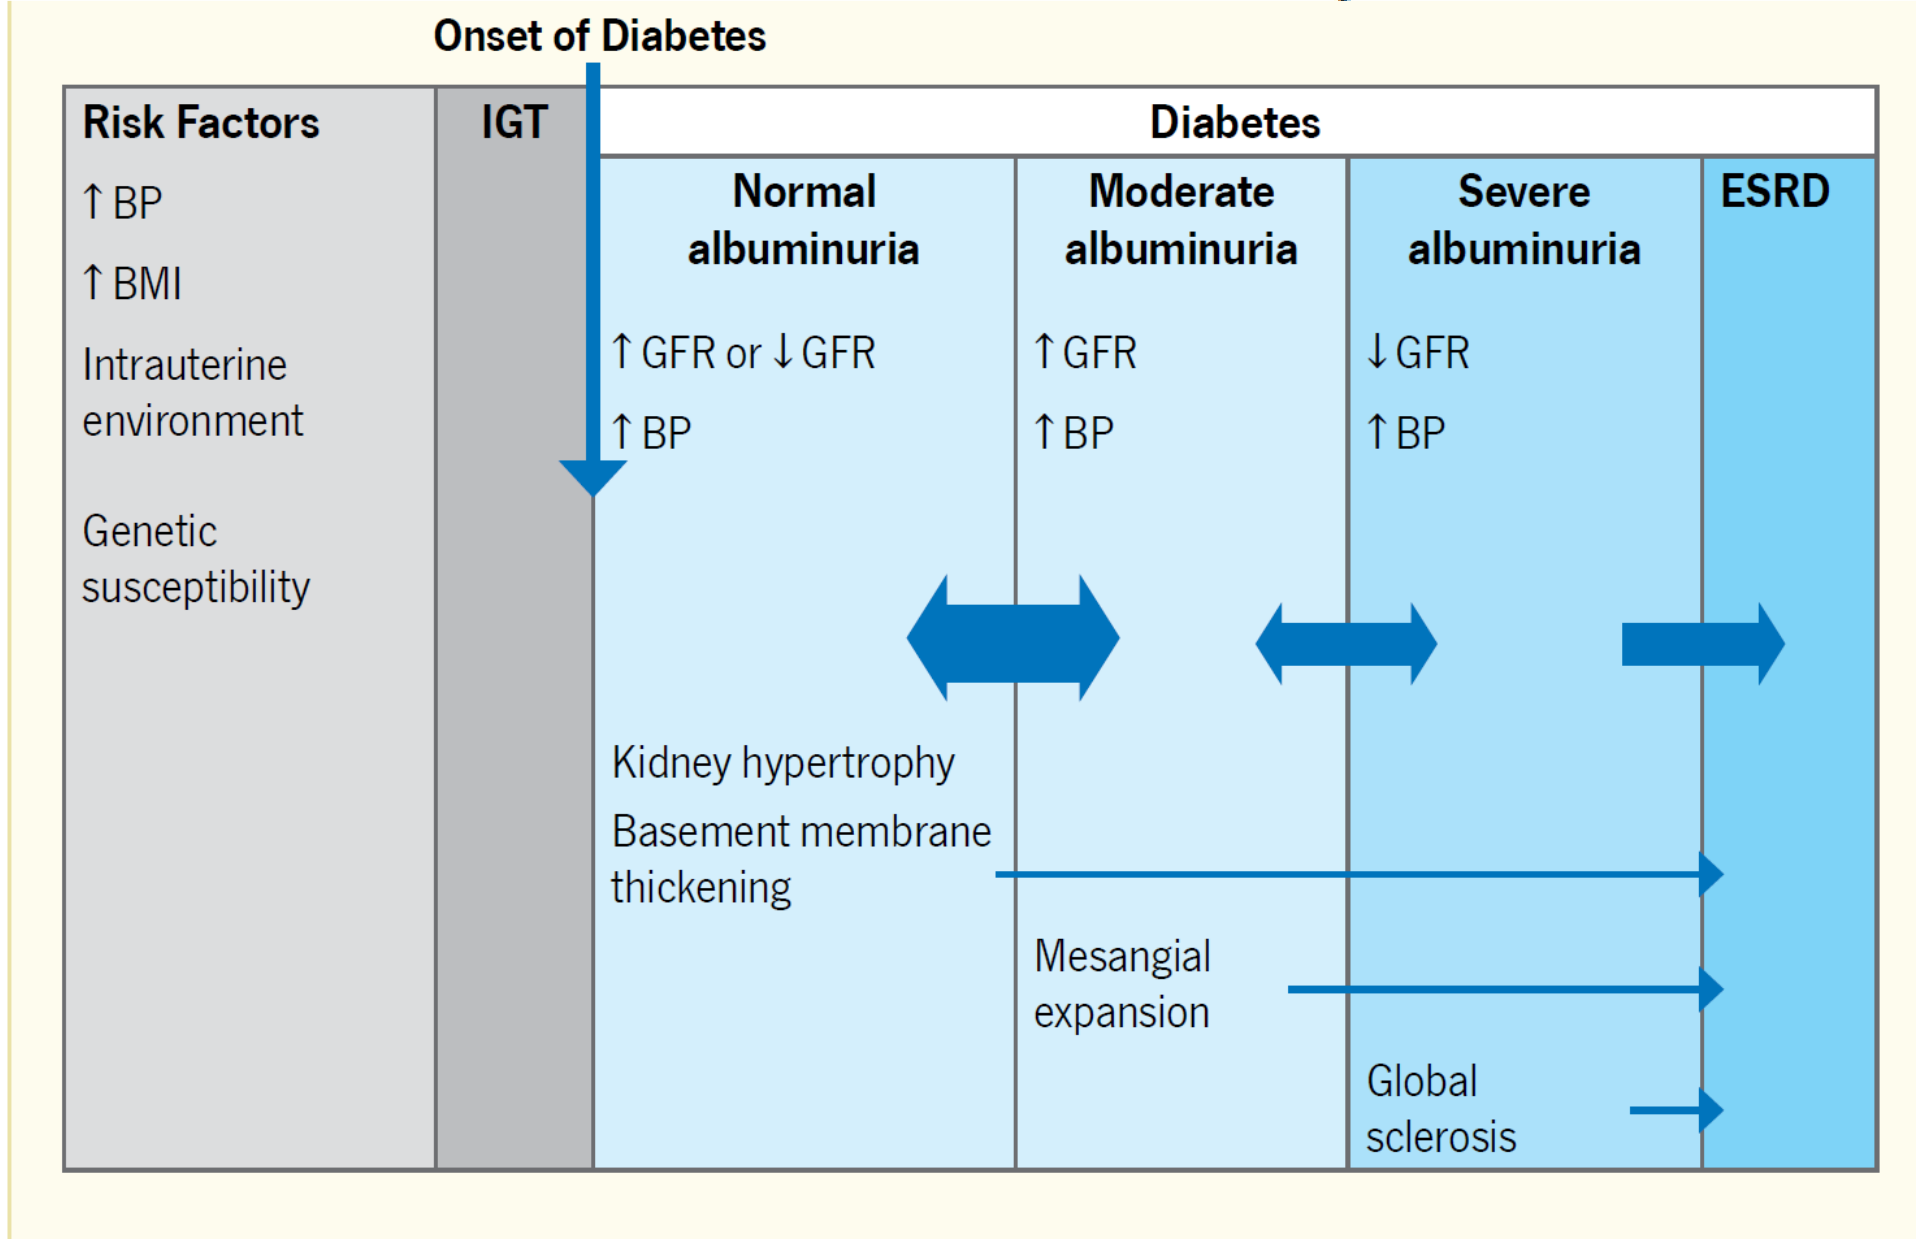 Onset of Diabetes
Risk Factors
↑ BP
↑ BMI
Intrauterine
environment
Genetic
susceptibility
IGT
Diabetes
Normal
albuminuria
↑ GFR or ↓ GFR
↑ BP
Kidney hypertrophy
Basement membrane
thickening
Moderate
albuminuria
↑ GFR
↑ BP
Mesangial
expansion
Severe
albuminuria
↓ GFR
↑ BP
Global
sclerosis
ESRD